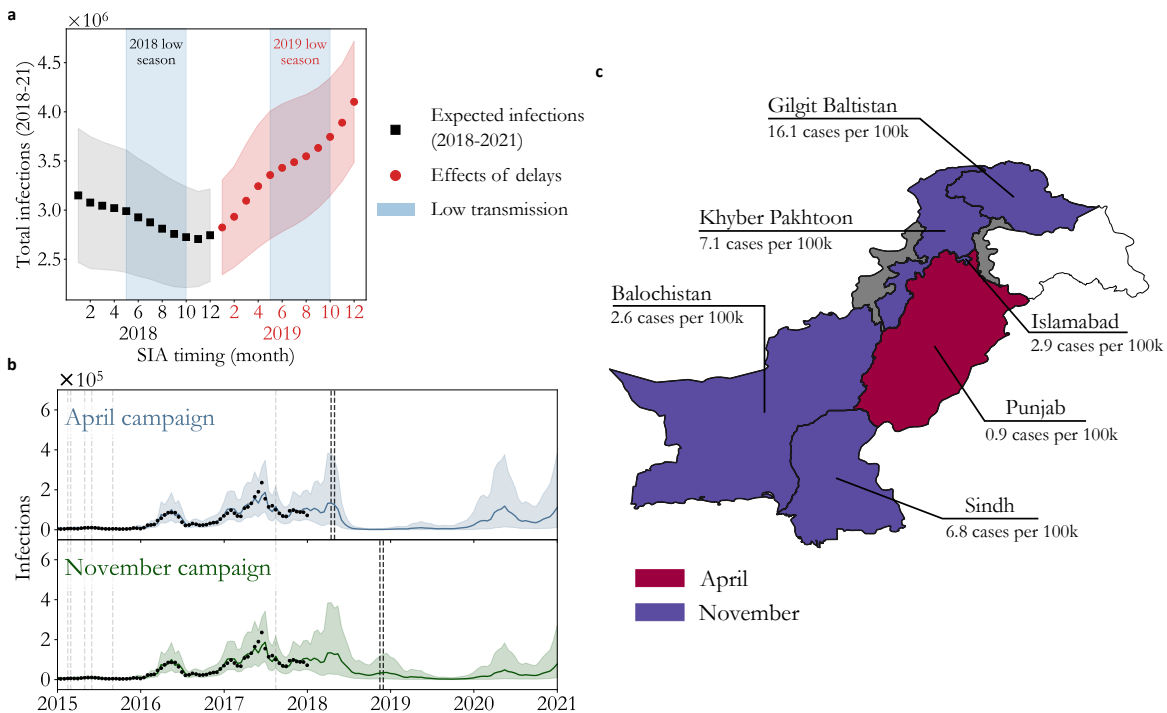 a
×10⁶
2018 low
season
2019 low
season
4.5
4.0
3.5
3.0
2.5
Total infections (2018-21)
2 4 6 8 10 12 2 4 6 8 10 12
2018 2019
SIA timing (month)
Expected infections
(2018-2021)
Effects of delays
Low transmission
b
×10⁵
April campaign
6
4
2
0
November campaign
6
4
2
0
Infections
2015 2016 2017 2018 2019 2020 2021
c
Gilgit Baltistan
16.1 cases per 100k
Khyber Pakhtoon
7.1 cases per 100k
Balochistan
2.6 cases per 100k
Islamabad
2.9 cases per 100k
Punjab
0.9 cases per 100k
Sindh
6.8 cases per 100k
April
November